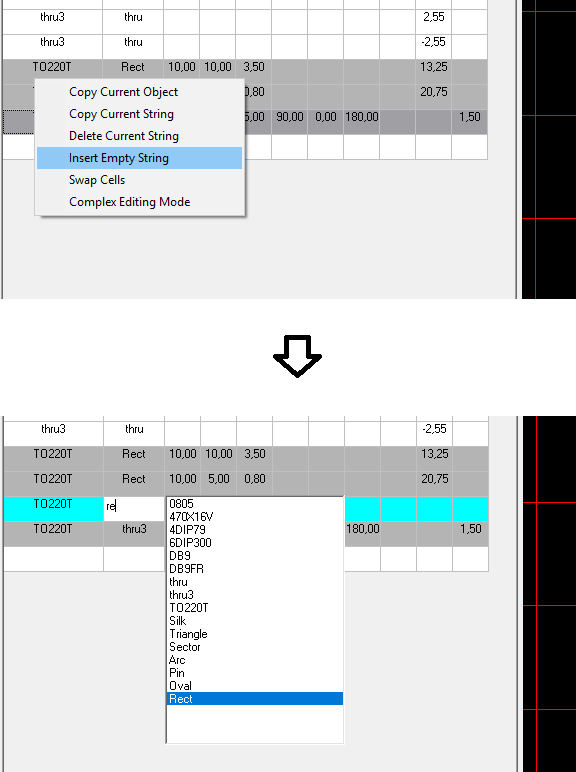 thru3 thru 2,55
thru3 thru -2,55
TO220T Rect 10,00 10,00 3,50 13,25
0,80 20,75
5,00 90,00 0,00 180,00 1,50
Copy Current Object
Copy Current String
Delete Current String
Insert Empty String
Swap Cells
Complex Editing Mode
thru3 thru -2,55
TO220T Rect 10,00 10,00 3,50 13,25
TO220T Rect 10,00 5,00 0,80 20,75
TO220T re
TO220T thru3 180,00 1,50
0805
470X16V
4DIP79
6DIP300
DB9
DB9FR
thru
thru3
TO220T
Silk
Triangle
Sector
Arc
Pin
Oval
Rect